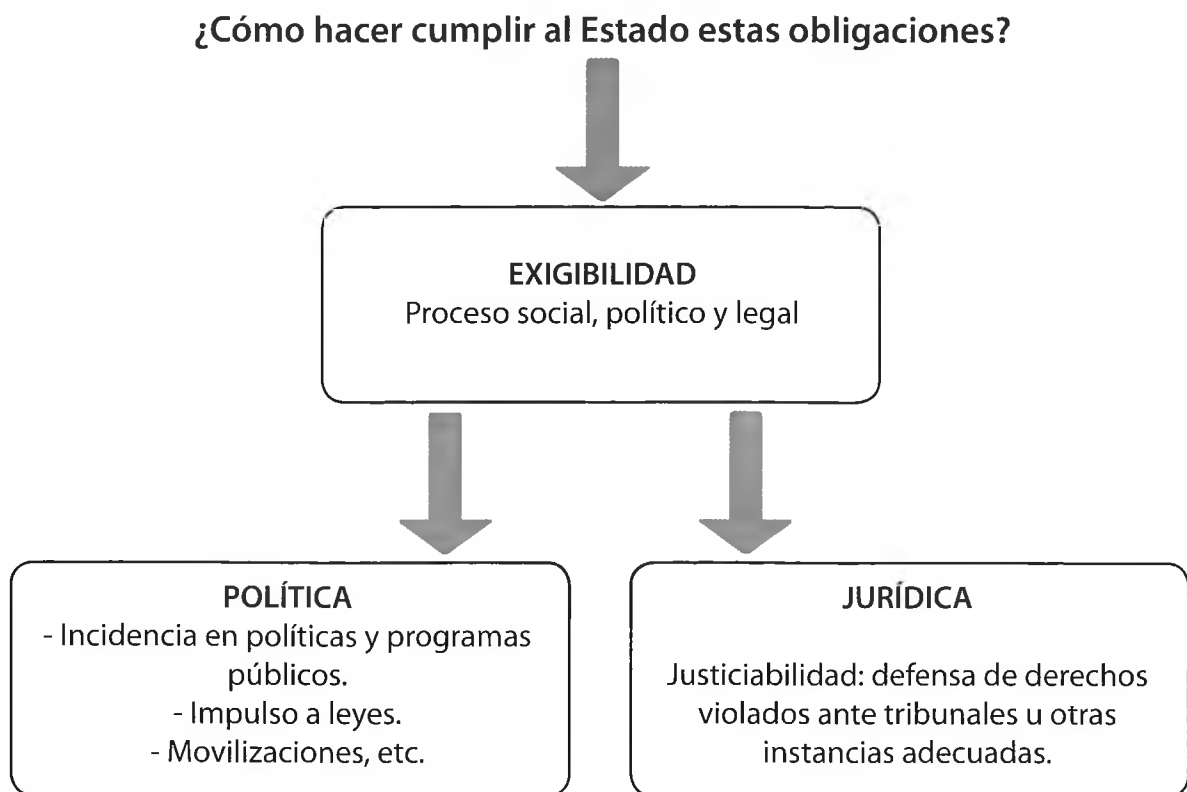 ¿Cómo hacer cumplir al Estado estas obligaciones?
EXIGIBILIDAD
Proceso social, político y legal
POLÍTICA
- Incidencia en políticas y programas
públicos.
- Impulso a leyes.
- Movilizaciones, etc.
JURÍDICA
Justiciabilidad: defensa de derechos
violados ante tribunales u otras
instancias adecuadas.